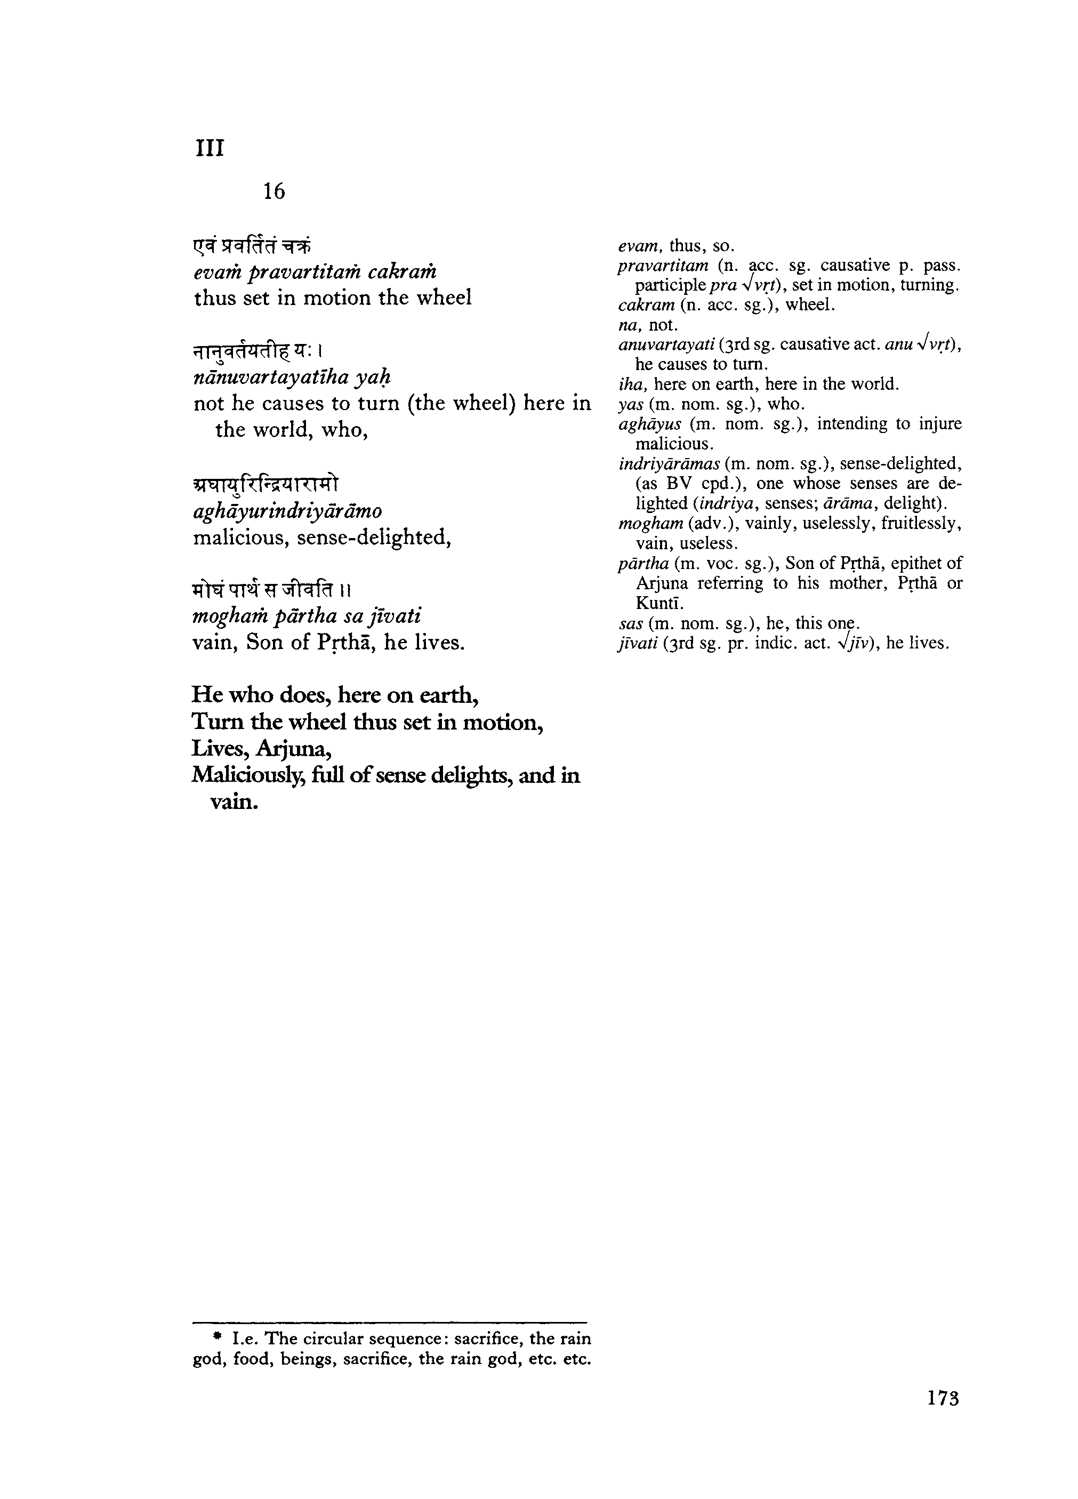 III
16
एवं प्रवर्तितं चक्रं
evaṁ pravartitaṁ cakraṁ
thus set in motion the wheel
नानुवर्तयतीह यः ।
nānuvartayatīha yaḥ
not he causes to turn (the wheel) here in
the world, who,
अघायुरिन्द्रियारामो
aghāyurindriyārāmo
malicious, sense-delighted,
मोघं पार्थ स जीवति ॥
moghaṁ pārtha sa jīvati
vain, Son of Pṛthā, he lives.
He who does, here on earth,
Turn the wheel thus set in motion,
Lives, Arjuna,
Maliciously, full of sense delights, and in
vain.
evam, thus, so.
pravartitam (n. acc. sg. causative p. pass.
participle pra √vṛt), set in motion, turning.
cakram (n. acc. sg.), wheel.
na, not.
anuvartayati (3rd sg. causative act. anu √vṛt),
he causes to turn.
iha, here on earth, here in the world.
yas (m. nom. sg.), who.
aghāyus (m. nom. sg.), intending to injure
malicious.
indriyārāmas (m. nom. sg.), sense-delighted,
(as BV cpd.), one whose senses are de-
lighted (indriya, senses; ārāma, delight).
mogham (adv.), vainly, uselessly, fruitlessly,
vain, useless.
pārtha (m. voc. sg.), Son of Pṛthā, epithet of
Arjuna referring to his mother, Pṛthā or
Kuntī.
sas (m. nom. sg.), he, this one.
jīvati (3rd sg. pr. indic. act. √jīv), he lives.
* I.e. The circular sequence: sacrifice, the rain
god, food, beings, sacrifice, the rain god, etc. etc.
173